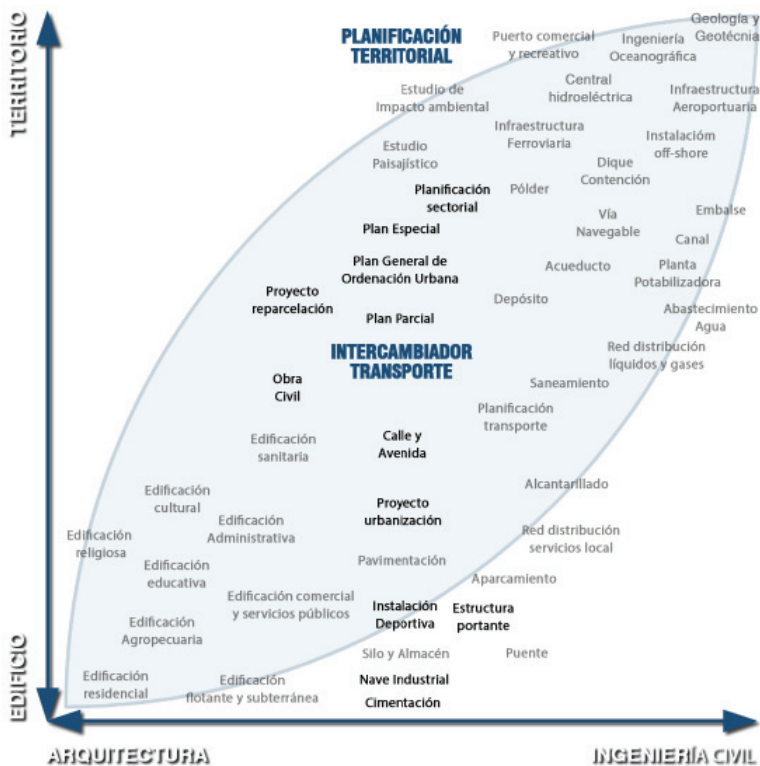 TERRITORIO
PLANIFICACIÓN
TERRITORIAL
Puerto comercial
y recreativo
Ingeniería
Oceanográfica
Geología y
Geotécnia
Estudio de
Impacto ambiental
Central
hidroeléctrica
Infraestructura
Aeroportuaria
Infraestructura
Ferroviaria
Instalacióm
off-shore
Estudio
Paisajístico
Dique
Contención
Planificación
sectorial
Pólder
Vía
Navegable
Embalse
Plan Especial
Canal
Plan General de
Ordenación Urbana
Acueducto
Planta
Potabilizadora
Proyecto
reparcelación
Depósito
Abastecimiento
Agua
Plan Parcial
INTERCAMBIADOR
TRANSPORTE
Red distribución
líquidos y gases
Obra
Civil
Saneamiento
Planificación
transporte
Edificación
sanitaria
Calle y
Avenida
Edificación
cultural
Alcantarillado
Proyecto
urbanización
Edificación
religiosa
Edificación
Administrativa
Red distribución
servicios local
Edificación
educativa
Pavimentación
Aparcamiento
Edificación comercial
y servicios públicos
Instalación
Deportiva
Estructura
portante
Edificación
Agropecuaria
Silo y Almacén
Puente
Edificación
residencial
Edificación
flotante y subterránea
Nave Industrial
Cimentación
EDIFICIO
ARQUITECTURA
INGENIERÍA CIVIL